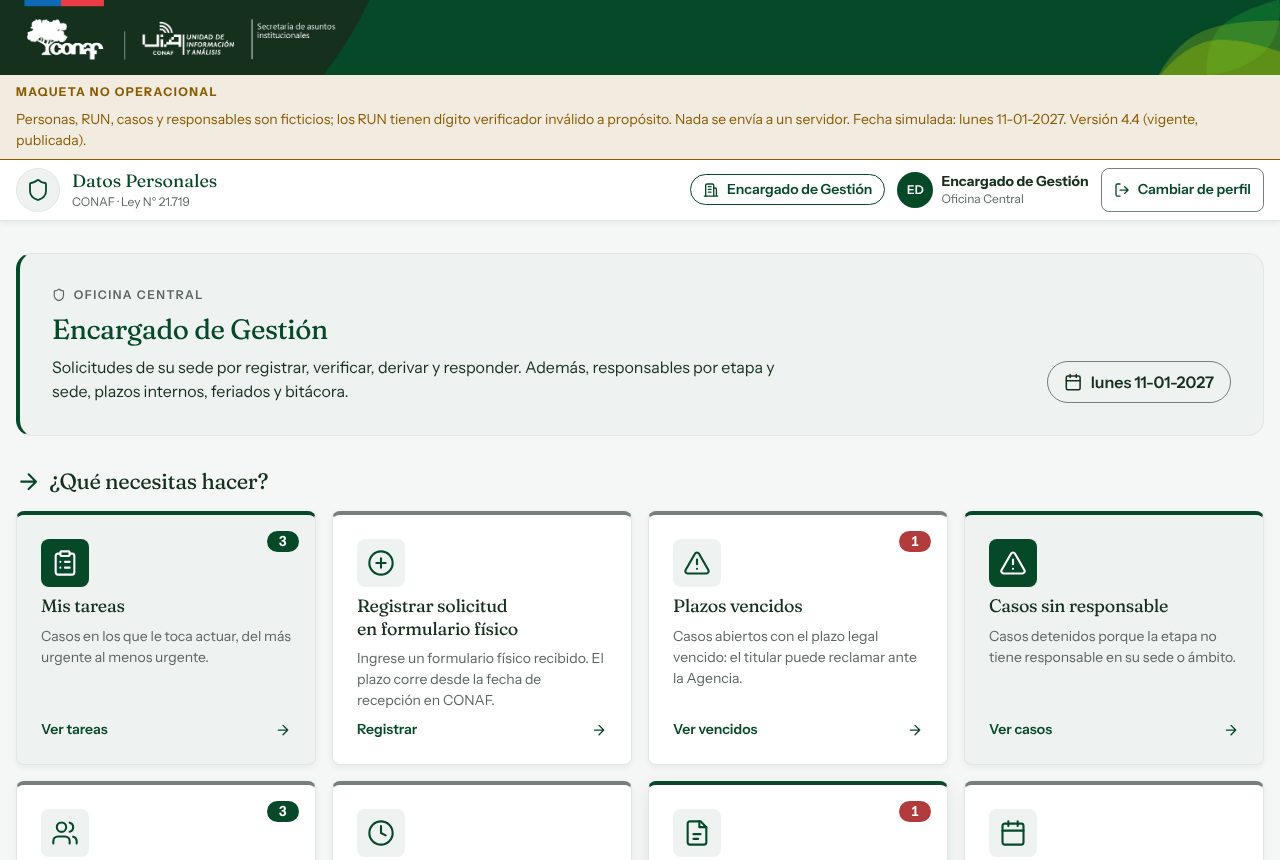 conaf
UIA
CONAF
UNIDAD DE
INFORMACIÓN
Y ANÁLISIS
Secretaría de asuntos
institucionales
MAQUETA NO OPERACIONAL
Personas, RUN, casos y responsables son ficticios; los RUN tienen dígito verificador inválido a propósito. Nada se envía a un servidor. Fecha simulada: lunes 11-01-2027. Versión 4.4 (vigente,
publicada).
Datos Personales
CONAF · Ley N° 21.719
Encargado de Gestión
ED
Encargado de Gestión
Oficina Central
Cambiar de perfil
OFICINA CENTRAL
Encargado de Gestión
Solicitudes de su sede por registrar, verificar, derivar y responder. Además, responsables por etapa y
sede, plazos internos, feriados y bitácora.
lunes 11-01-2027
¿Qué necesitas hacer?
3
Mis tareas
Casos en los que le toca actuar, del más
urgente al menos urgente.
Ver tareas
Registrar solicitud
en formulario físico
Ingrese un formulario físico recibido. El
plazo corre desde la fecha de
recepción en CONAF.
Registrar
1
Plazos vencidos
Casos abiertos con el plazo legal
vencido: el titular puede reclamar ante
la Agencia.
Ver vencidos
Casos sin responsable
Casos detenidos porque la etapa no
tiene responsable en su sede o ámbito.
Ver casos
3
1